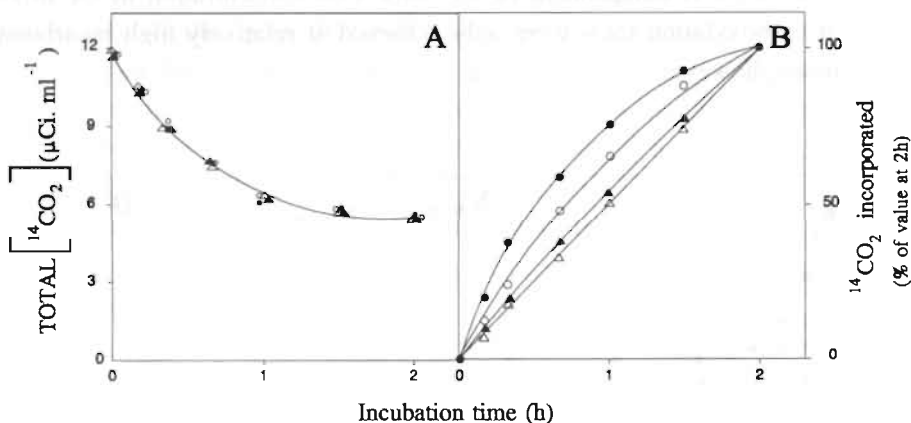 A
B
TOTAL [¹⁴CO₂] (μCi. ml⁻¹)
12
9
6
3
0
0
1
2
0
1
2
100
50
0
¹⁴CO₂ incorporated
(% of value at 2h)
Incubation time (h)